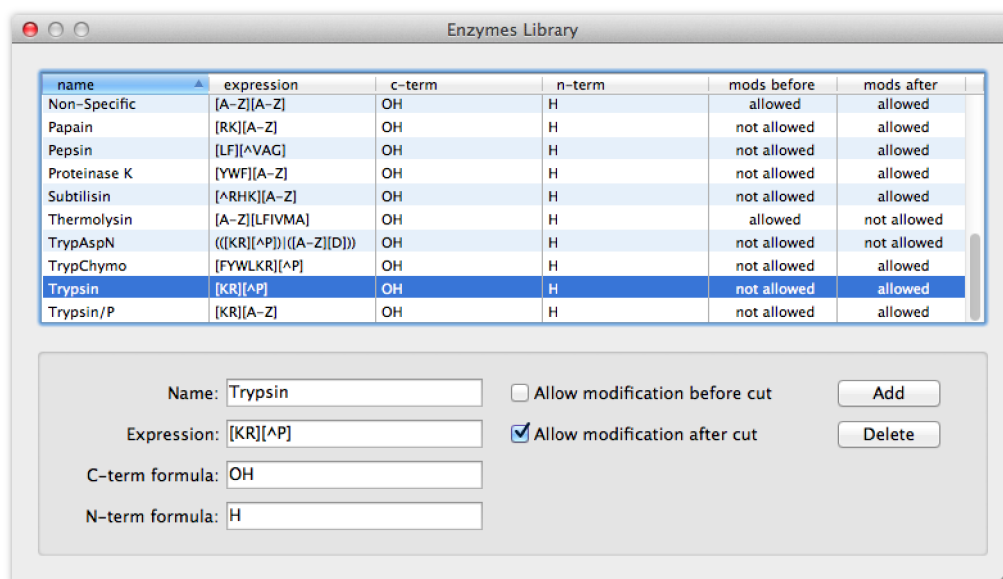 Enzymes Library
name expression c-term n-term mods before mods after
Non-Specific [A-Z][A-Z] OH H allowed allowed
Papain [RK][A-Z] OH H not allowed allowed
Pepsin [LF][^VAG] OH H not allowed allowed
Proteinase K [YWF][A-Z] OH H not allowed allowed
Subtilisin [^RHK][A-Z] OH H not allowed allowed
Thermolysin [A-Z][LFIVMA] OH H allowed not allowed
TrypAspN (([KR][^P])|([A-Z][D])) OH H not allowed not allowed
TrypChymo [FYWLKR][^P] OH H not allowed allowed
Trypsin [KR][^P] OH H not allowed allowed
Trypsin/P [KR][A-Z] OH H not allowed allowed
Name: Trypsin Allow modification before cut Add
Expression: [KR][^P] Allow modification after cut Delete
C-term formula: OH
N-term formula: H